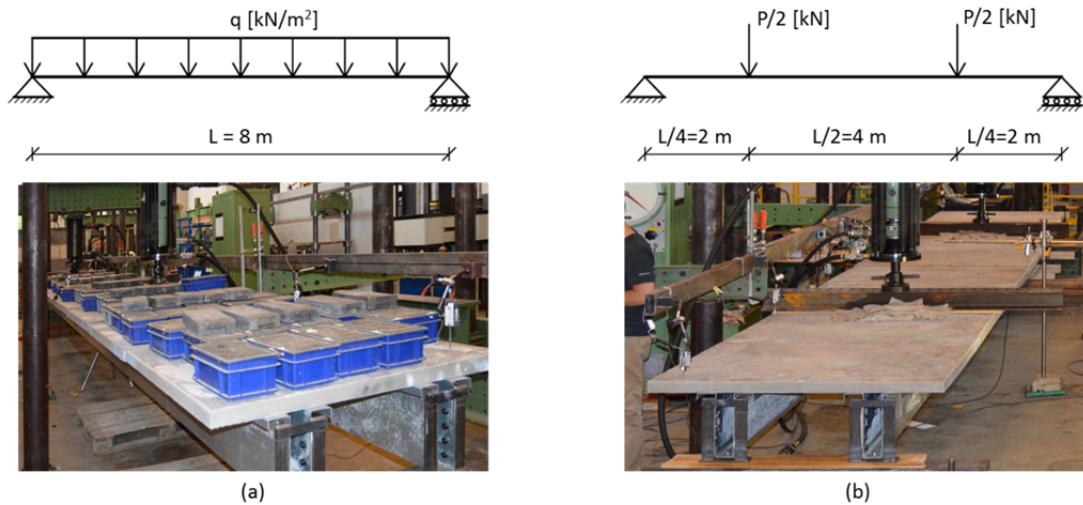 q [kN/m²]
L = 8 m
(a)
P/2 [kN]
P/2 [kN]
L/4=2 m
L/2=4 m
L/4=2 m
(b)